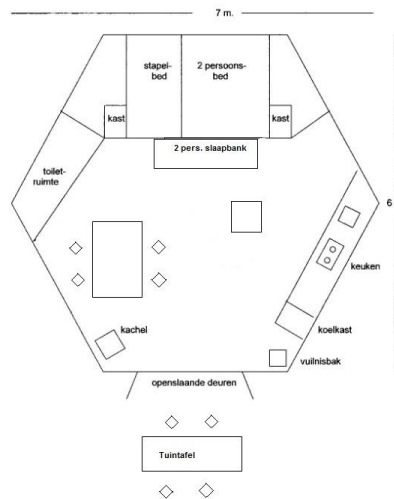 7 m.
stapel-
bed
2 persoons-
bed
kast
kast
2 pers. slaapbank
toilet-
ruimte
6
keuken
koelkast
kachel
vuilnisbak
openslaande deuren
Tuintafel